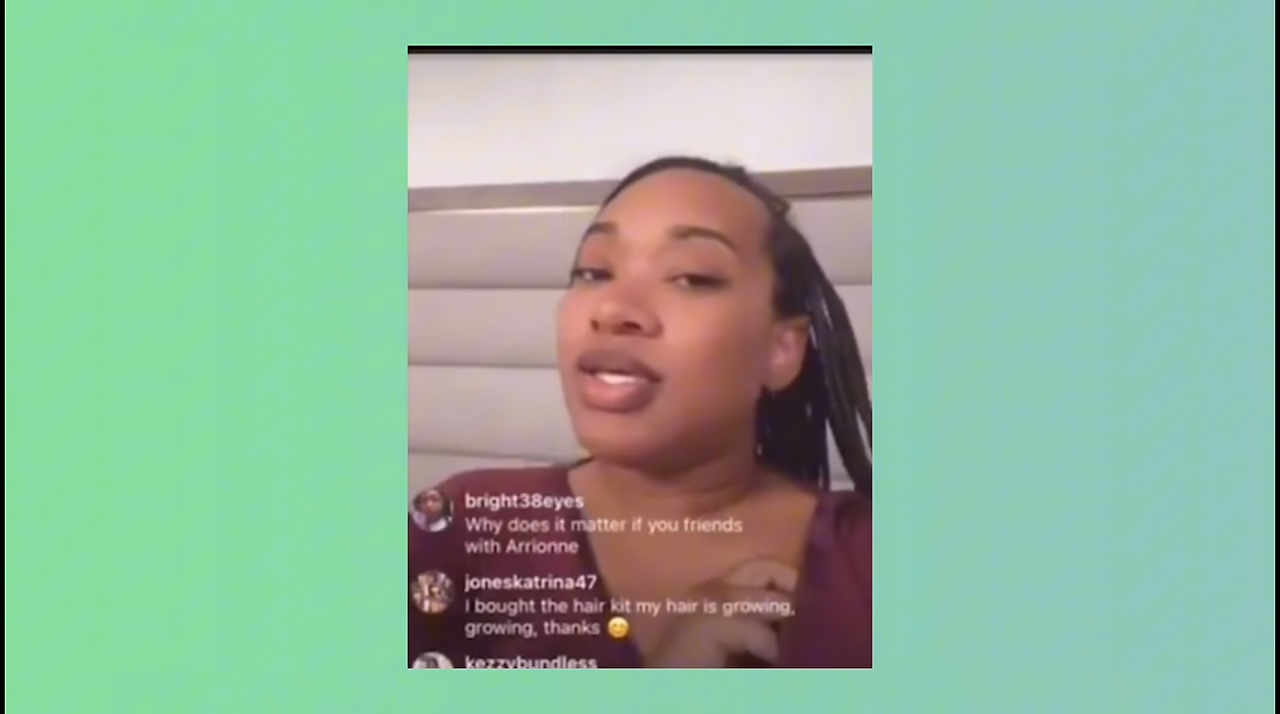 bright38eyes
Why does it matter if you friends
with Arrionne
joneskatrina47
I bought the hair kit my hair is growing,
growing, thanks 😊
kezzybundless